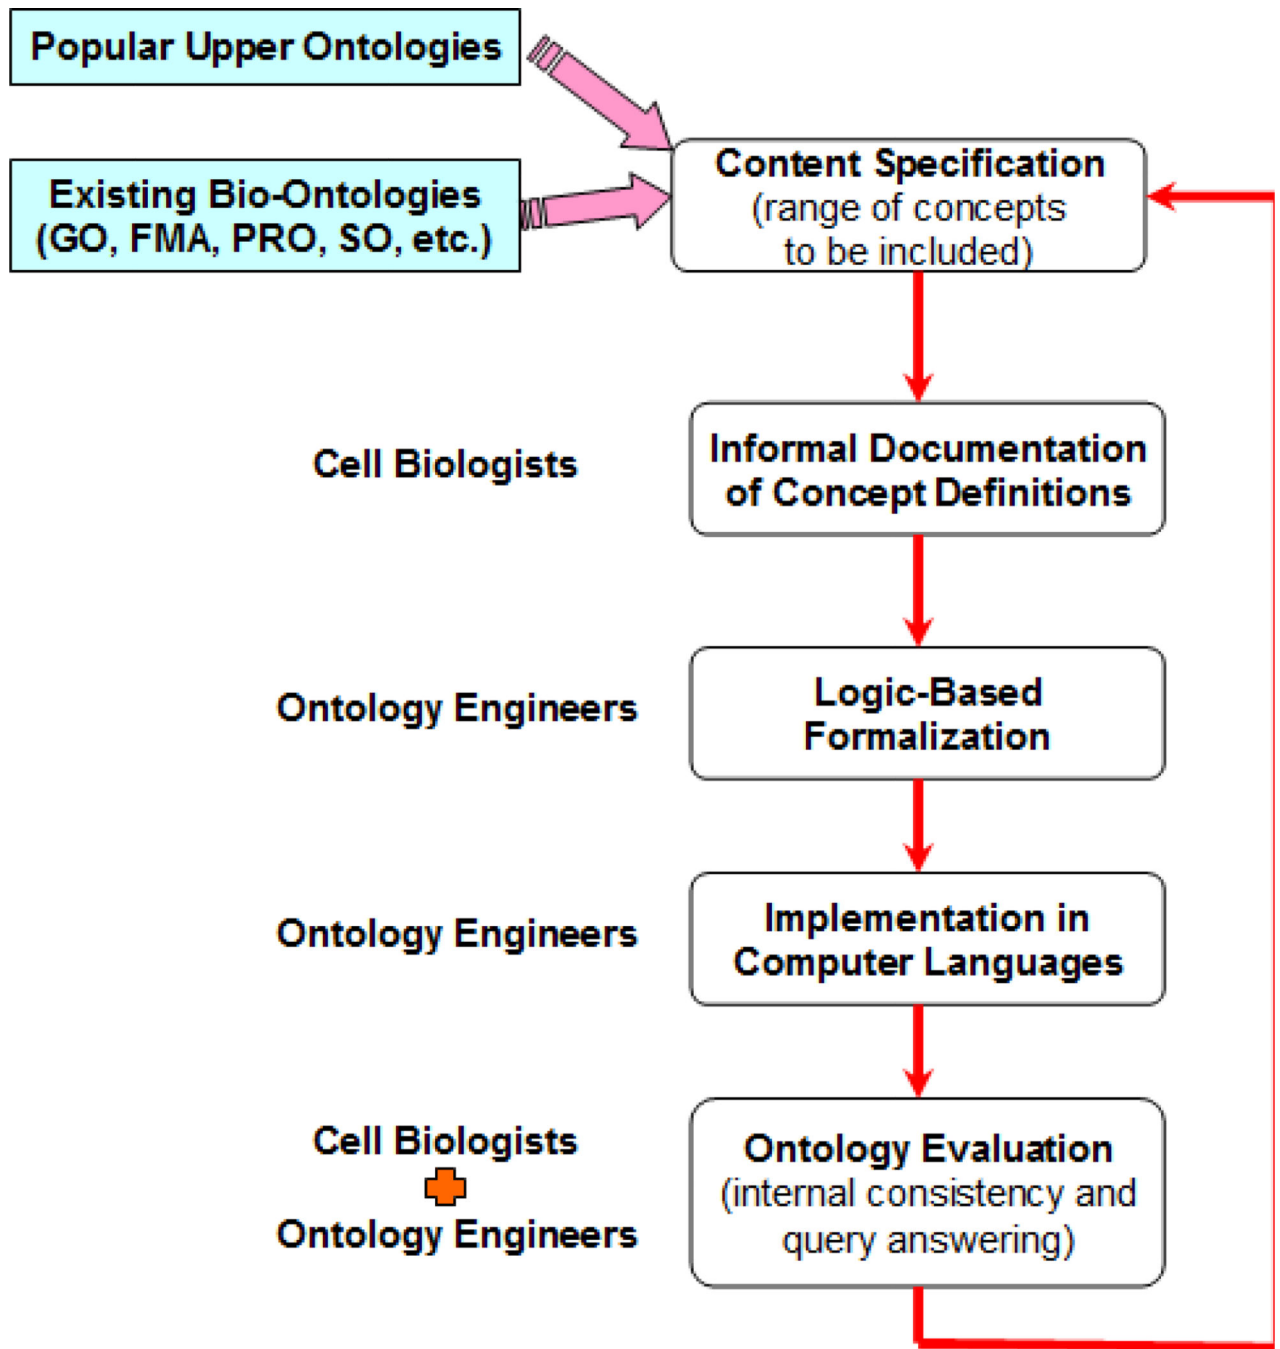 Popular Upper Ontologies
Existing Bio-Ontologies
(GO, FMA, PRO, SO, etc.)
Content Specification
(range of concepts
to be included)
Cell Biologists
Informal Documentation
of Concept Definitions
Ontology Engineers
Logic-Based
Formalization
Ontology Engineers
Implementation in
Computer Languages
Cell Biologists
Ontology Engineers
Ontology Evaluation
(internal consistency and
query answering)